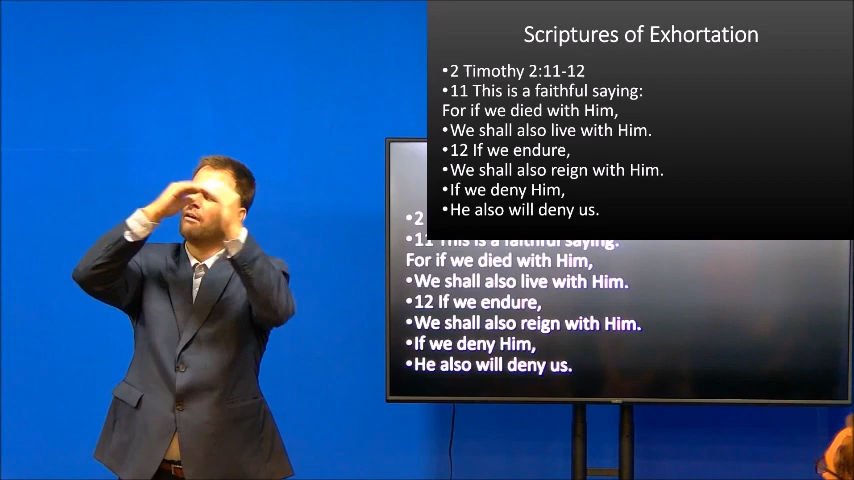 Scriptures of Exhortation
•2 Timothy 2:11-12
•11 This is a faithful saying:
For if we died with Him,
•We shall also live with Him.
•12 If we endure,
•We shall also reign with Him.
•If we deny Him,
•He also will deny us.
•2
•11 This is a faithful saying:
For if we died with Him,
•We shall also live with Him.
•12 If we endure,
•We shall also reign with Him.
•If we deny Him,
•He also will deny us.